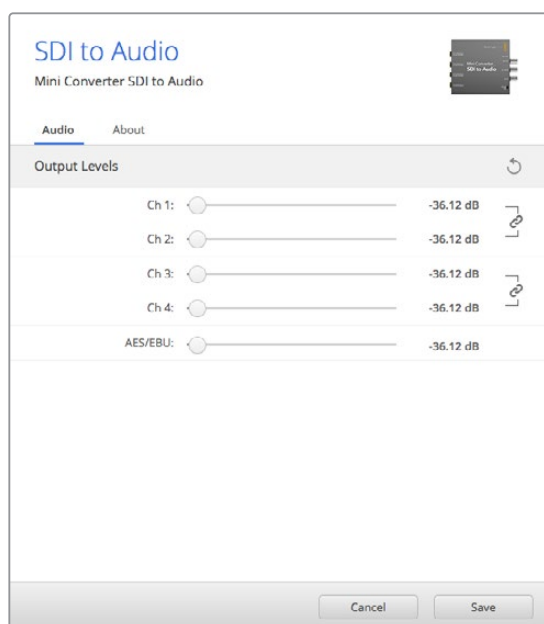 SDI to Audio
Mini Converter SDI to Audio
Audio About
Output Levels
Ch 1: -36.12 dB
Ch 2: -36.12 dB
Ch 3: -36.12 dB
Ch 4: -36.12 dB
AES/EBU: -36.12 dB
Cancel Save